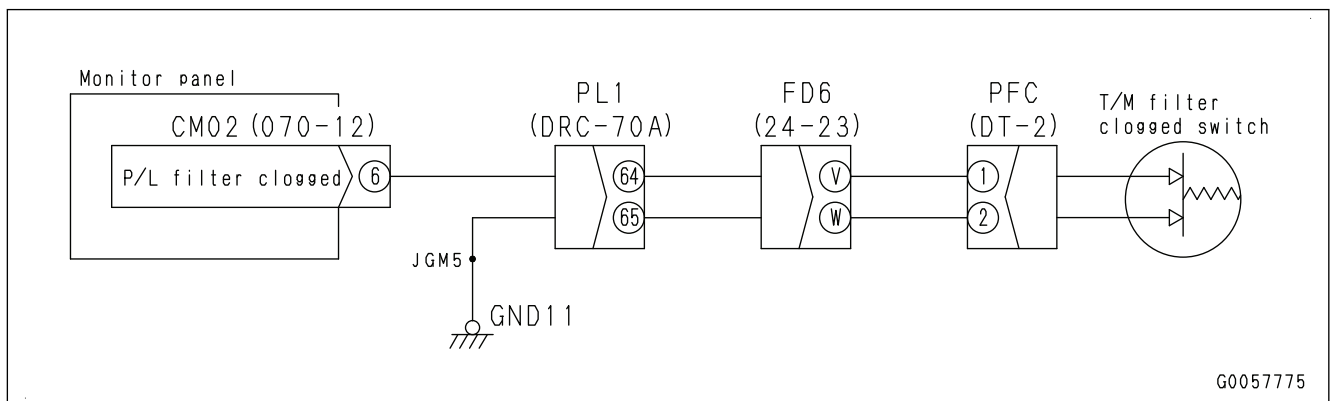 Monitor panel
CM02 (070-12)
P/L filter clogged
6
PL1
(DRC-70A)
64
65
FD6
(24-23)
V
W
PFC
(DT-2)
1
2
T/M filter
clogged switch
JGM5
GND11
G0057775